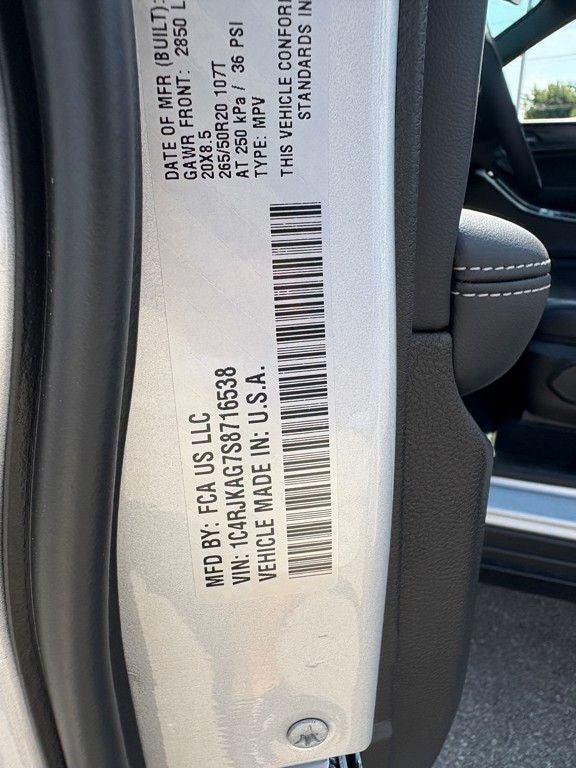 MFD BY: FCA US LLC
VIN: 1C4RJKAG7S8716538
VEHICLE MADE IN: U.S.A.
DATE OF MFR (BUILT):
GAWR FRONT: 2850 L
20X8.5
265/50R20 107T
AT 250 kPa / 36 PSI
TYPE: MPV
THIS VEHICLE CONFOR
STANDARDS IN